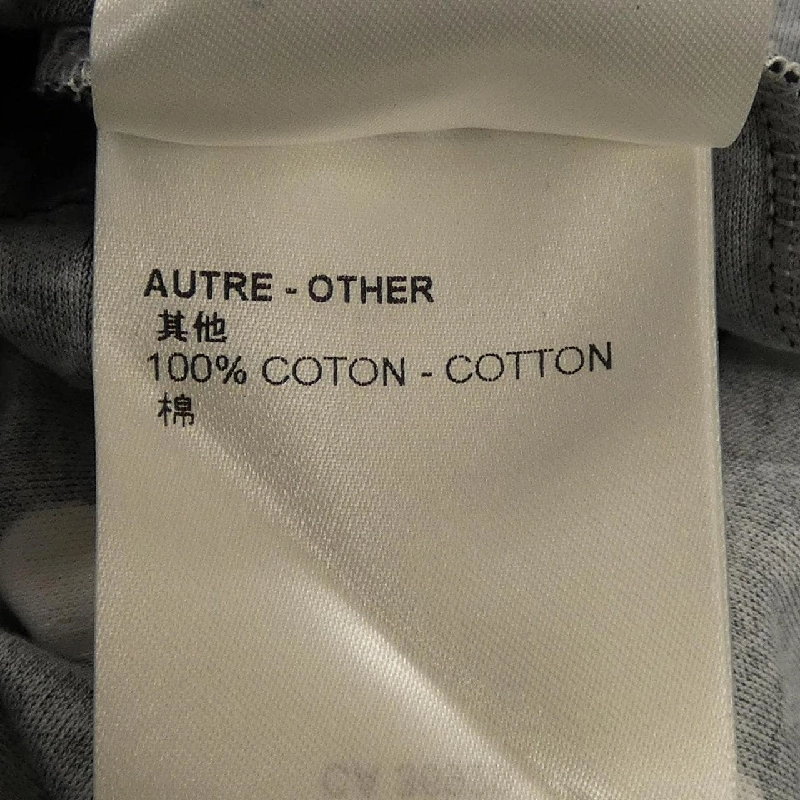 AUTRE - OTHER
其他
100% COTON - COTTON
棉